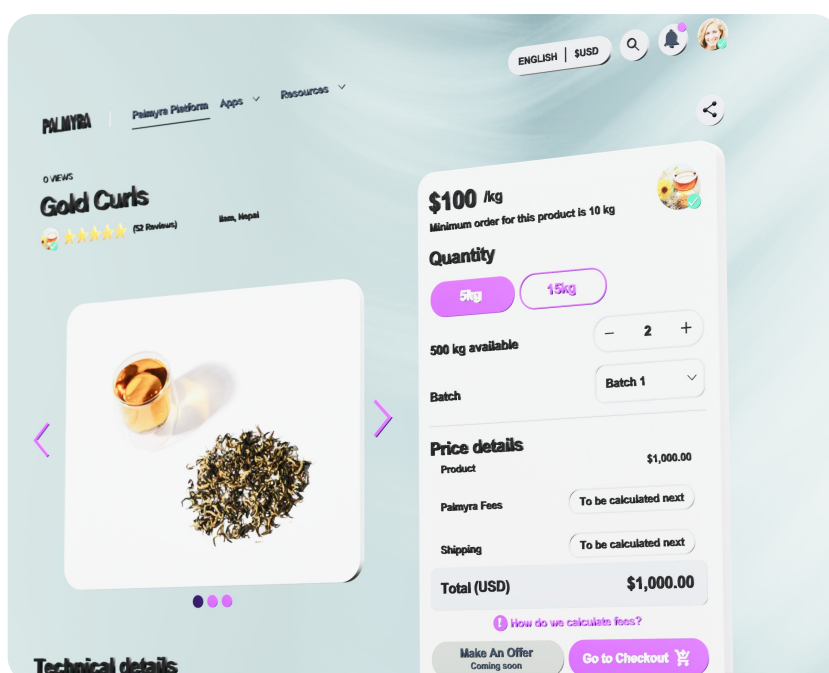 ENGLISH | $USD
PALMYRA
Palmyra Platform
Apps
Resources
0 VIEWS
Gold Curls
(52 Reviews)
Ilam, Nepal
$100 /kg
Minimum order for this product is 10 kg
Quantity
5kg
15kg
500 kg available
2
Batch
Batch 1
Price details
Product
$1,000.00
Palmyra Fees
To be calculated next
Shipping
To be calculated next
Total (USD)
$1,000.00
How do we calculate fees?
Make An Offer
Coming soon
Go to Checkout
Technical details